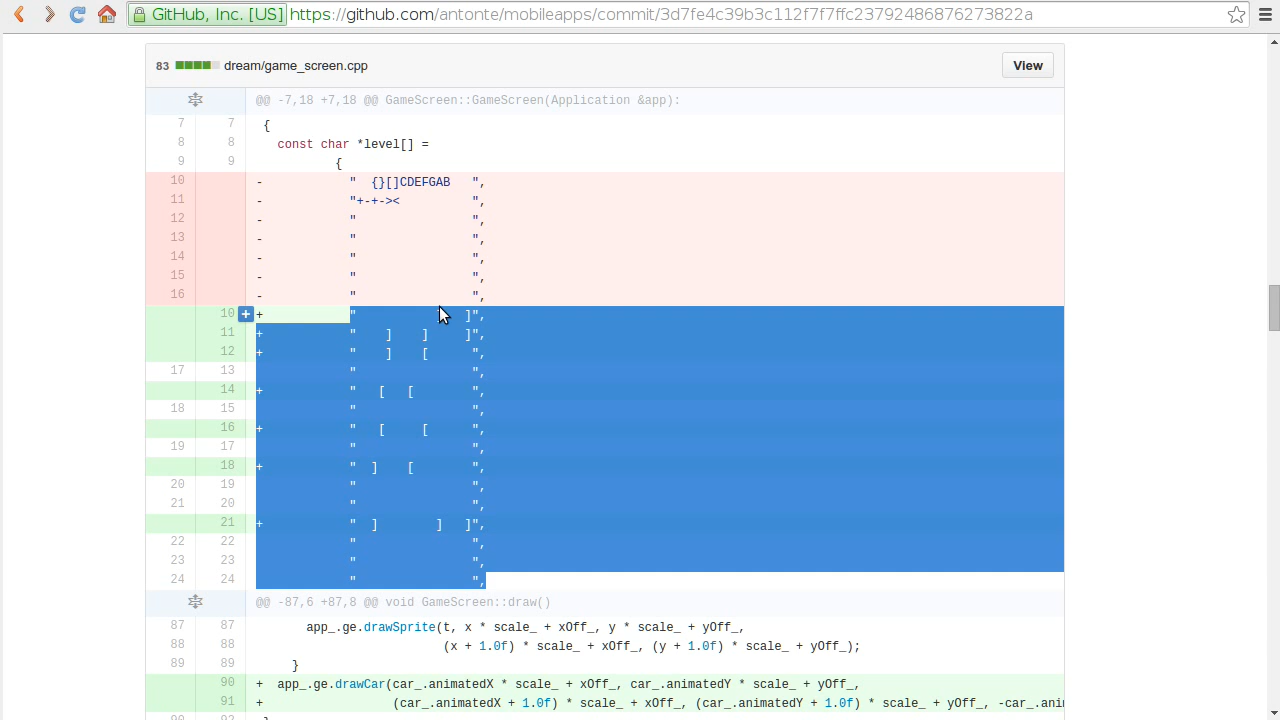 GitHub, Inc. [US] https://github.com/antonte/mobileapps/commit/3d7fe4c39b3c112f7f7ffc23792486876273822a
83 dream/game_screen.cpp View
@@ -7,18 +7,18 @@ GameScreen::GameScreen(Application &app):
7 7 {
8 8 const char *level[] =
9 9 {
10 - "  {}[]CDEFGAB   ",
11 - "+-+-><          ",
12 - "                ",
13 - "                ",
14 - "                ",
15 - "                ",
16 - "                ",
10 + "               ]",
11 + "    ]    ]     ]",
12 + "    ]    [      ",
17 13 "                ",
14 + "   [   [        ",
18 15 "                ",
16 + "   [     [      ",
19 17 "                ",
18 + "  ]    [        ",
20 19 "                ",
21 20 "                ",
21 + "  ]        ]   ]",
22 22 "                ",
23 23 "                ",
24 24 "                ",
@@ -87,6 +87,8 @@ void GameScreen::draw()
87 87 app_.ge.drawSprite(t, x * scale_ + xOff_, y * scale_ + yOff_,
88 88 (x + 1.0f) * scale_ + xOff_, (y + 1.0f) * scale_ + yOff_);
89 89 }
90 + app_.ge.drawCar(car_.animatedX * scale_ + xOff_, car_.animatedY * scale_ + yOff_,
91 + (car_.animatedX + 1.0f) * scale_ + xOff_, (car_.animatedY + 1.0f) * scale_ + yOff_, -car_.ani
90 92